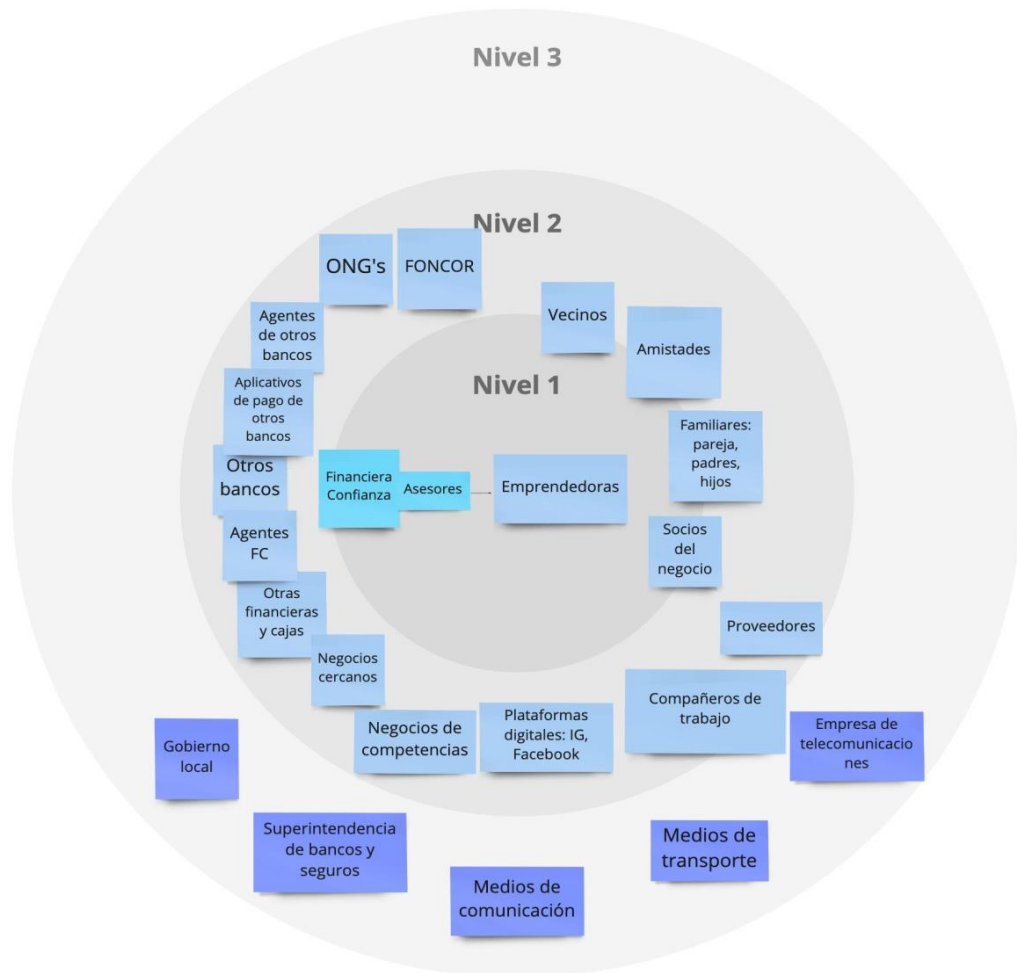 Nivel 3
Nivel 2
ONG's
FONCOR
Agentes
de otros
bancos
Vecinos
Amistades
Nivel 1
Aplicativos
de pago de
otros
bancos
Familiares:
pareja,
padres,
hijos
Otros
bancos
Financiera
Confianza
Asesores
Emprendedoras
Agentes
FC
Socios
del
negocio
Otras
financieras
y cajas
Proveedores
Negocios
cercanos
Negocios de
competencias
Plataformas
digitales: IG,
Facebook
Compañeros de
trabajo
Empresa de
telecomunicacio
nes
Gobierno
local
Superintendencia
de bancos y
seguros
Medios de
transporte
Medios de
comunicación